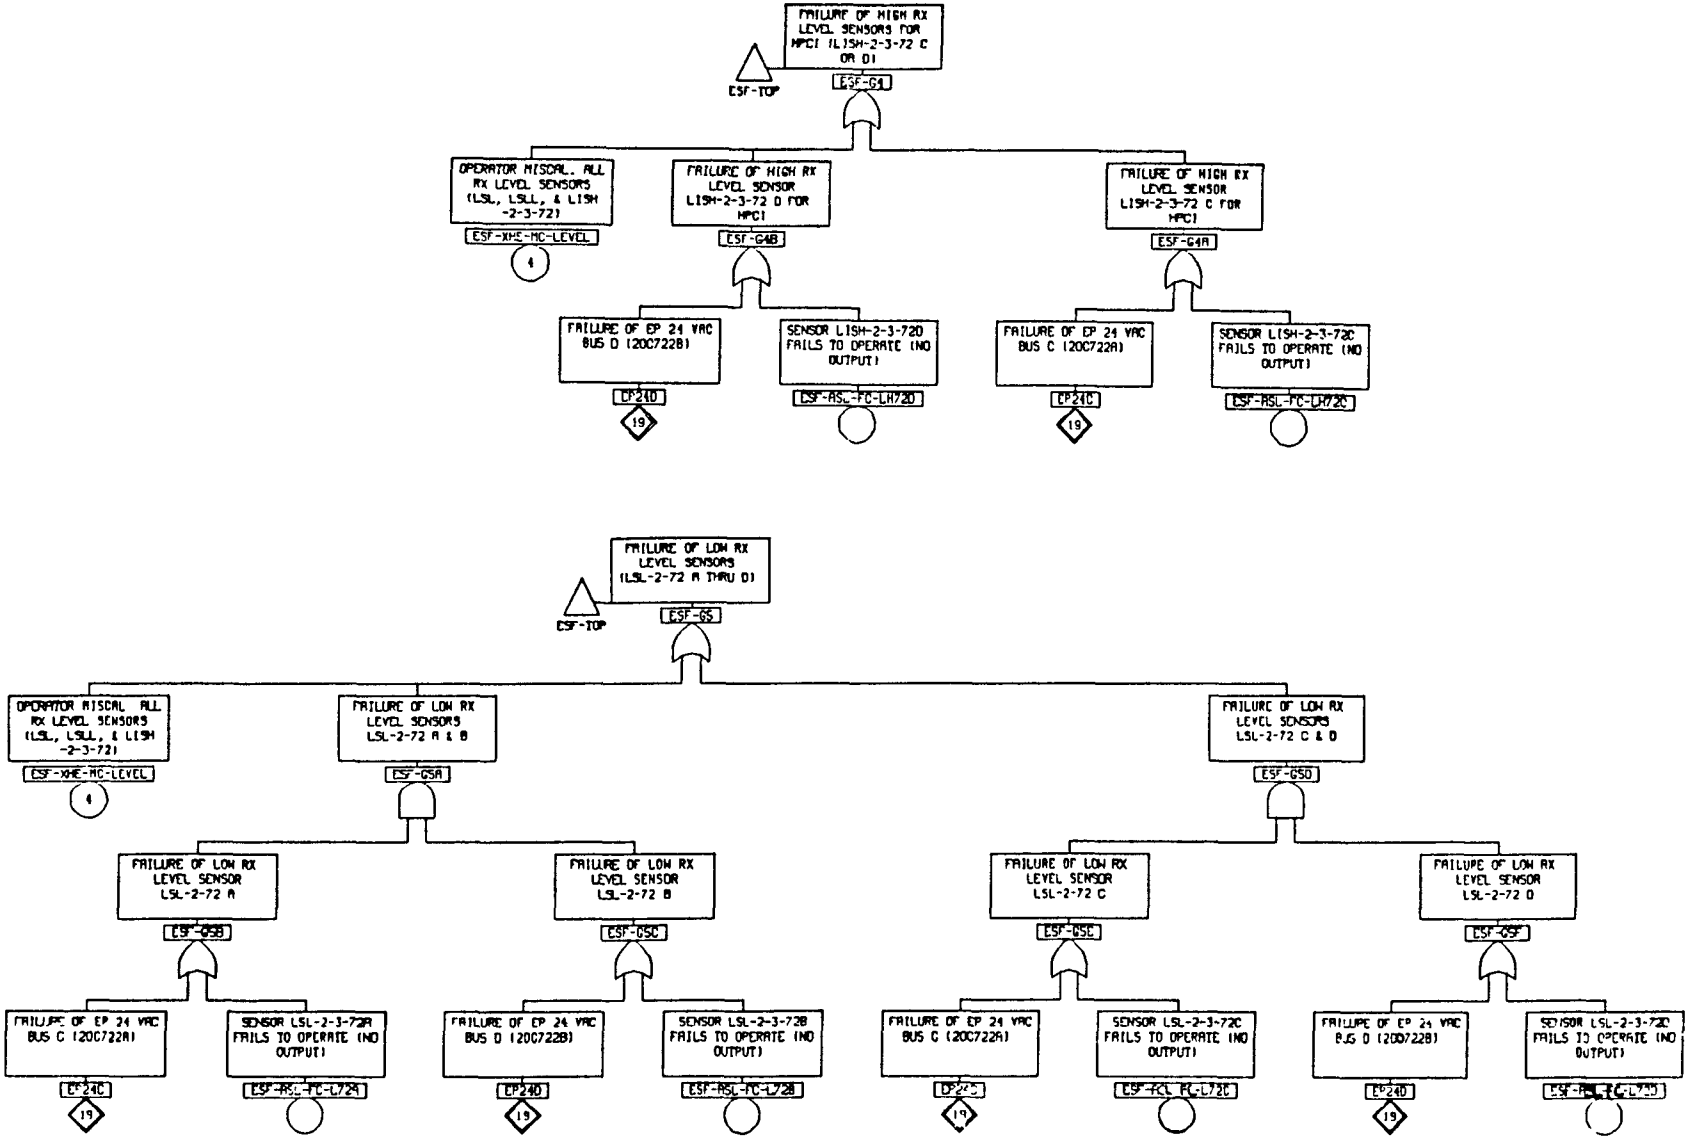 FAILURE OF HIGH RX
LEVEL SENSORS FOR
HPCI (LISH-2-3-72 C
OR D)
ESF-TOP
ESF-G4
OPERATOR MISCAL. ALL
RX LEVEL SENSORS
(LSL, LSLL, & LISH
-2-3-72)
ESF-XHE-MC-LEVEL
4
FAILURE OF HIGH RX
LEVEL SENSOR
LISH-2-3-72 D FOR
HPCI
ESF-G4B
FAILURE OF HIGH RX
LEVEL SENSOR
LISH-2-3-72 C FOR
HPCI
ESF-G4A
FAILURE OF EP 24 VAC
BUS D (20C722B)
EP24D
19
SENSOR LISH-2-3-72D
FAILS TO OPERATE (NO
OUTPUT)
ESF-ASL-FC-LH72D
FAILURE OF EP 24 VAC
BUS C (20C722A)
EP24C
19
SENSOR LISH-2-3-72C
FAILS TO OPERATE (NO
OUTPUT)
ESF-ASL-FC-LH72C
FAILURE OF LOW RX
LEVEL SENSORS
(LSL-2-72 A THRU D)
ESF-TOP
ESF-G5
OPERATOR MISCAL ALL
RX LEVEL SENSORS
(LSL, LSLL, & LISH
-2-3-72)
ESF-XHE-MC-LEVEL
4
FAILURE OF LOW RX
LEVEL SENSORS
LSL-2-72 A & B
ESF-G5A
FAILURE OF LOW RX
LEVEL SENSORS
LSL-2-72 C & D
ESF-G5D
FAILURE OF LOW RX
LEVEL SENSOR
LSL-2-72 A
ESF-G5B
FAILURE OF LOW RX
LEVEL SENSOR
LSL-2-72 B
ESF-G5C
FAILURE OF LOW RX
LEVEL SENSOR
LSL-2-72 C
ESF-G5E
FAILURE OF LOW RX
LEVEL SENSOR
LSL-2-72 D
ESF-G5F
FAILURE OF EP 24 VAC
BUS C (20C722A)
EP24C
19
SENSOR LSL-2-3-72A
FAILS TO OPERATE (NO
OUTPUT)
ESF-ASL-FC-L72A
FAILURE OF EP 24 VAC
BUS D (20C722B)
EP24D
19
SENSOR LSL-2-3-72B
FAILS TO OPERATE (NO
OUTPUT)
ESF-ASL-FC-L72B
FAILURE OF EP 24 VAC
BUS C (20C722A)
EP24C
19
SENSOR LSL-2-3-72C
FAILS TO OPERATE (NO
OUTPUT)
FAILURE OF EP 24 VAC
BUS D
EP24D
19
SENSOR LSL-2-3-72D
FAILS TO OPERATE (NO
OUTPUT)